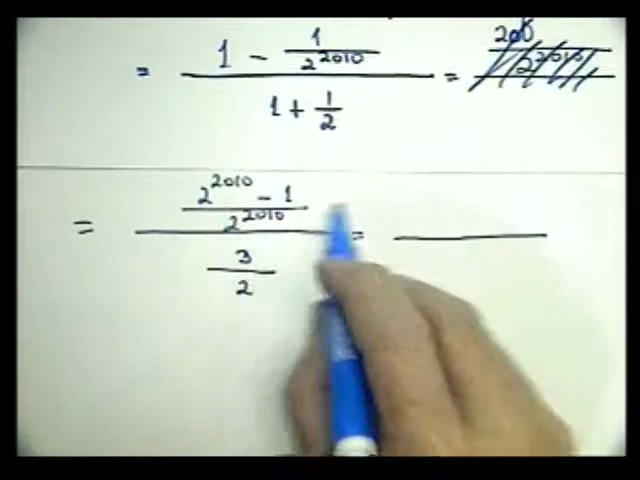 = (1 - 1/2^2010) / (1 + 1/2) =
= ((2^2010 - 1)/2^2010) / (3/2) =